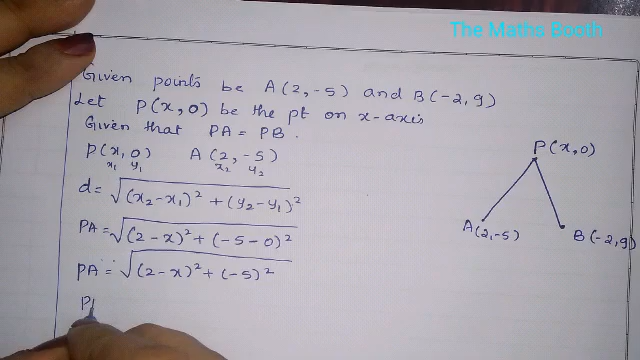 The Maths Booth
Given points be A(2,-5) and B(-2,9)
Let P(x,0) be the pt on x-axis
Given that PA = PB.
P(x,0) A(2,-5)
x₁ y₁ x₂ y₂
d = √(x₂-x₁)² + (y₂-y₁)²
PA = √(2-x)² + (-5-0)²
PA = √(2-x)² + (-5)²
P
P(x,0)
A(2,-5) B(-2,9)